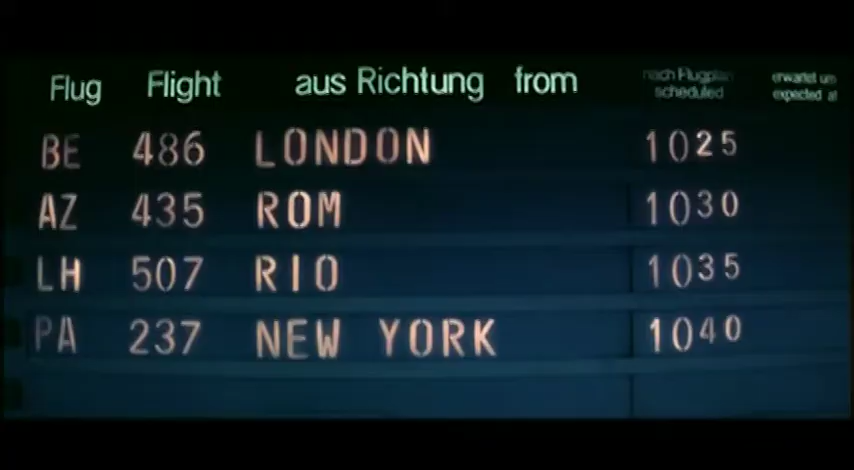 Flug Flight aus Richtung from nach Flugplan erwartet um
scheduled expected at
BE 486 LONDON 1025
AZ 435 ROM 1030
LH 507 RIO 1035
PA 237 NEW YORK 1040